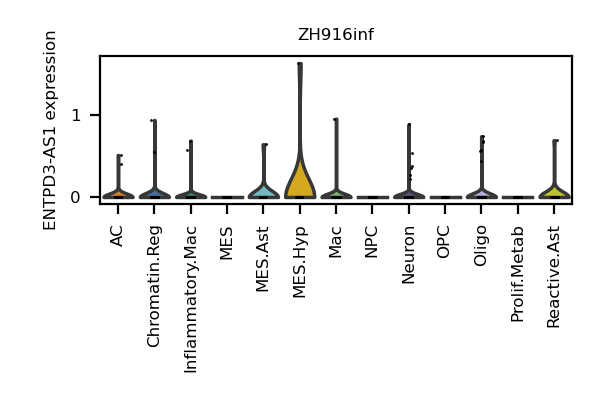 ZH916inf
ENTPD3-AS1 expression
1
0
AC
Chromatin.Reg
Inflammatory.Mac
MES
MES.Ast
MES.Hyp
Mac
NPC
Neuron
OPC
Oligo
Prolif.Metab
Reactive.Ast